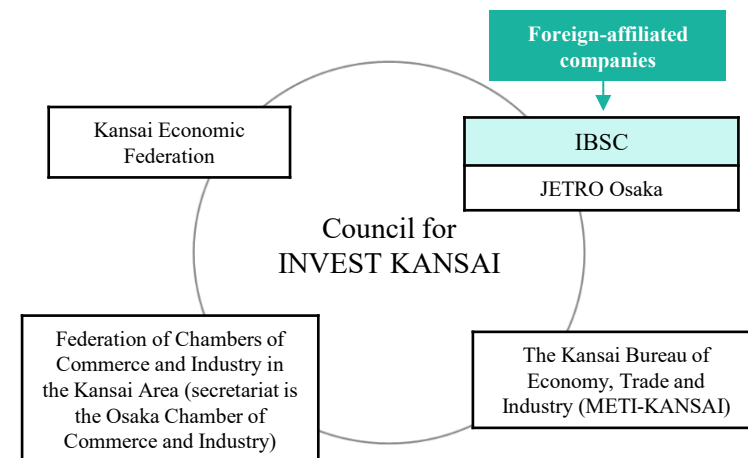 Foreign-affiliated
companies
Kansai Economic
Federation
IBSC
JETRO Osaka
Council for
INVEST KANSAI
Federation of Chambers of
Commerce and Industry in
the Kansai Area (secretariat is
the Osaka Chamber of
Commerce and Industry)
The Kansai Bureau of
Economy, Trade and
Industry (METI-KANSAI)